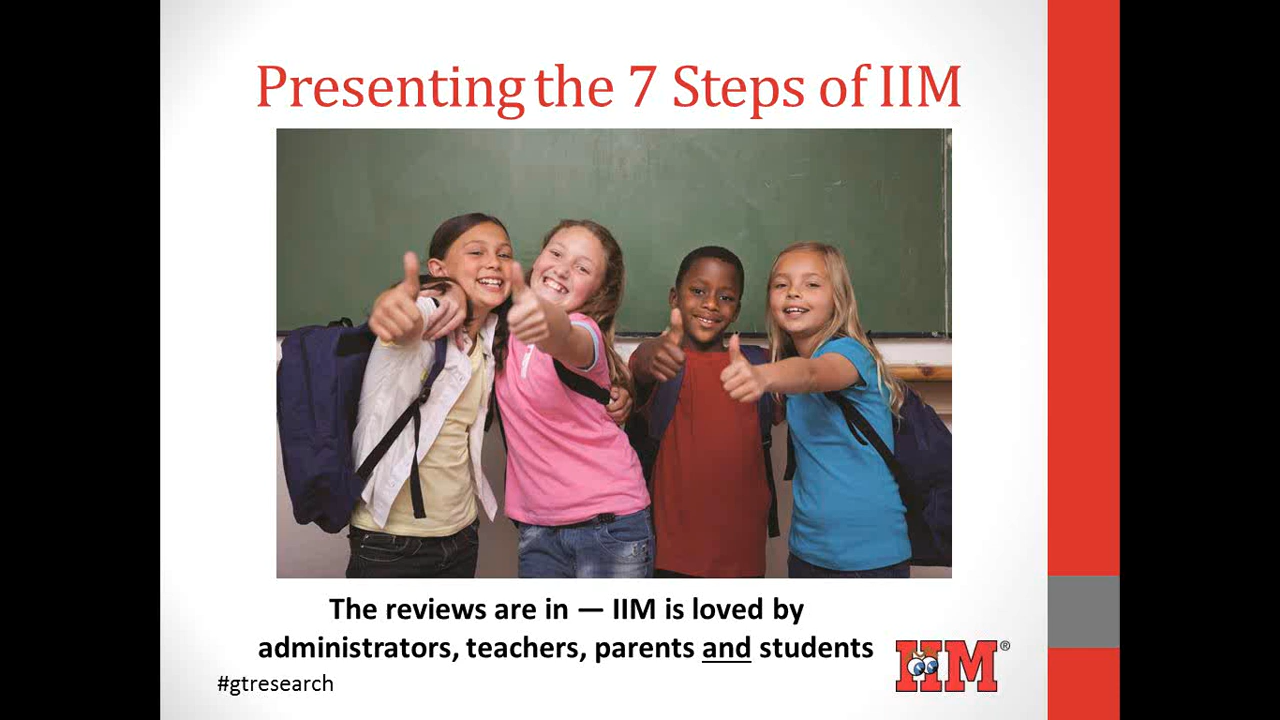 Presenting the 7 Steps of IIM
The reviews are in — IIM is loved by
administrators, teachers, parents and students
IIM®
#gtresearch